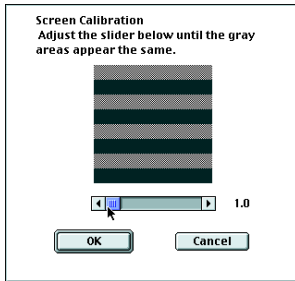 Screen Calibration
Adjust the slider below until the gray
areas appear the same.
1.0
OK
Cancel